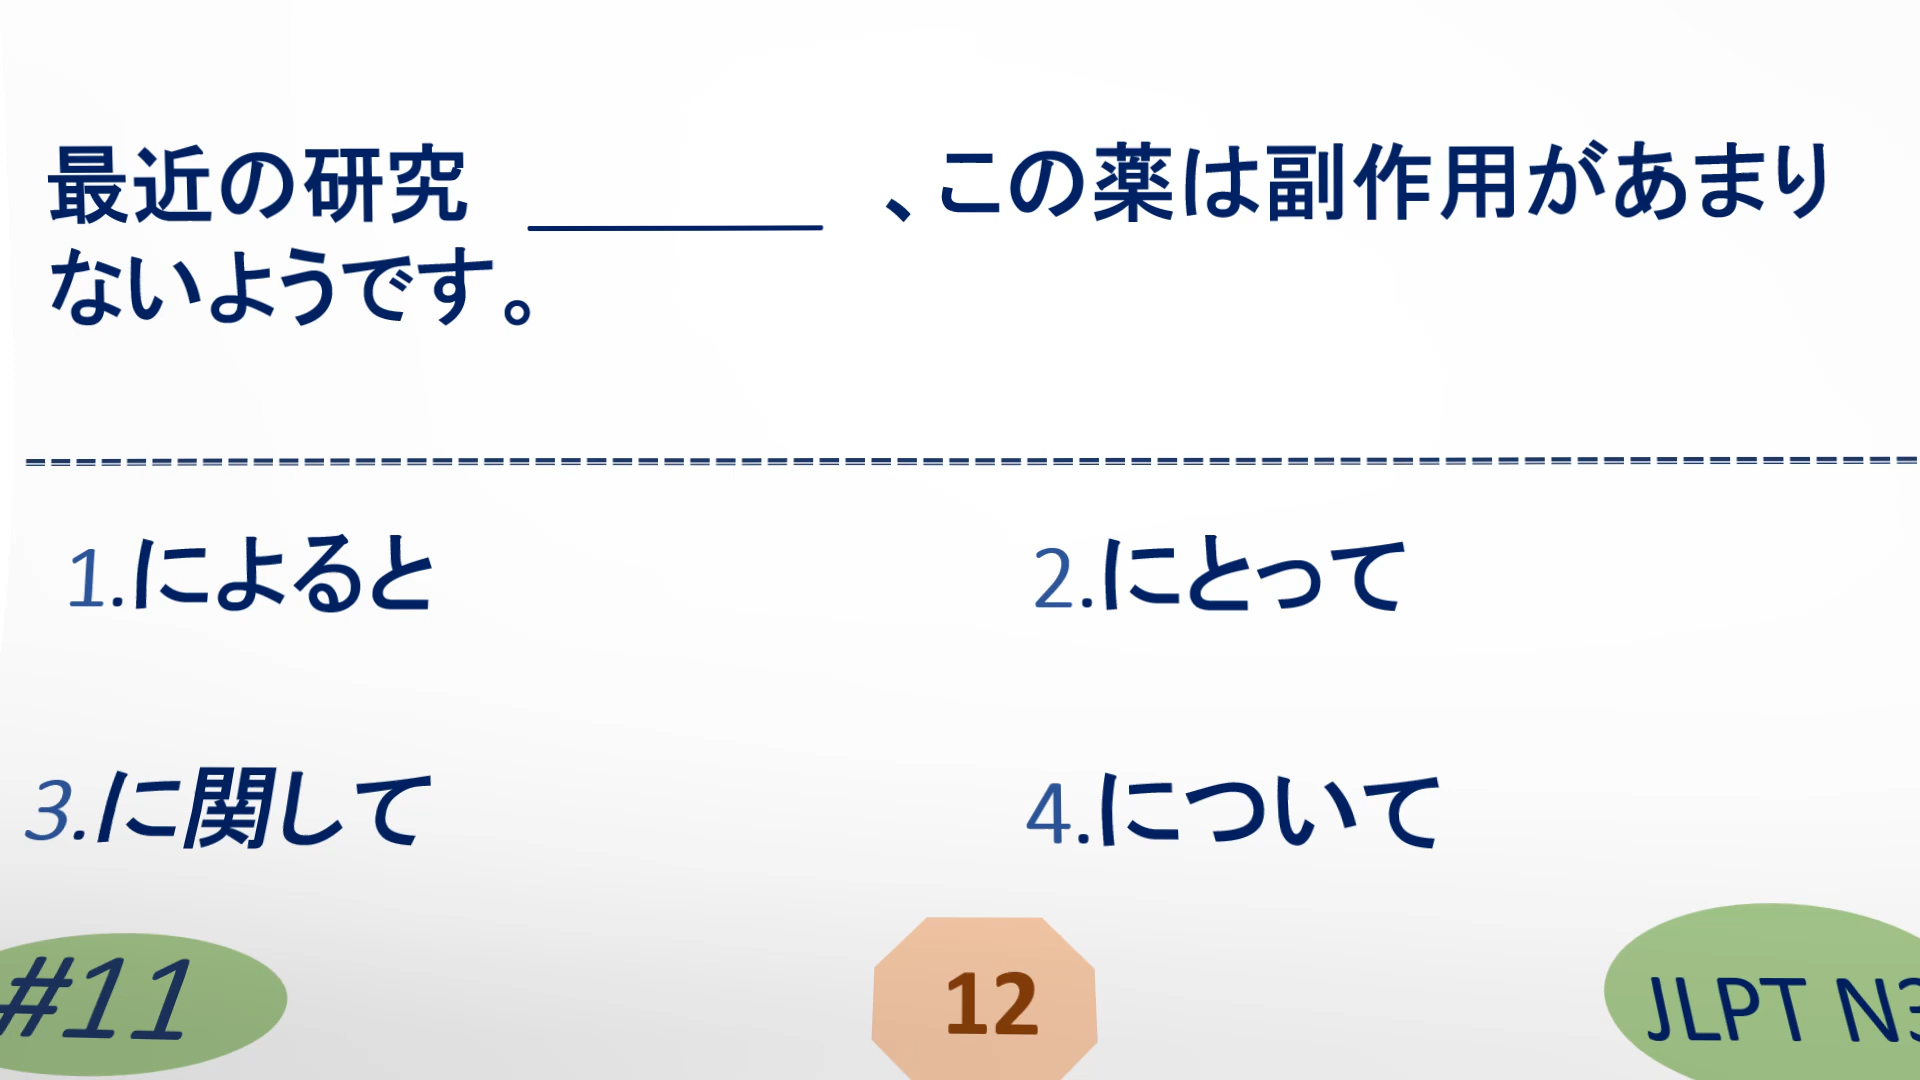 最近の研究 ________ 、この薬は副作用があまり
ないようです。
1.によると
2.にとって
3.に関して
4.について
#11
12
JLPT N3